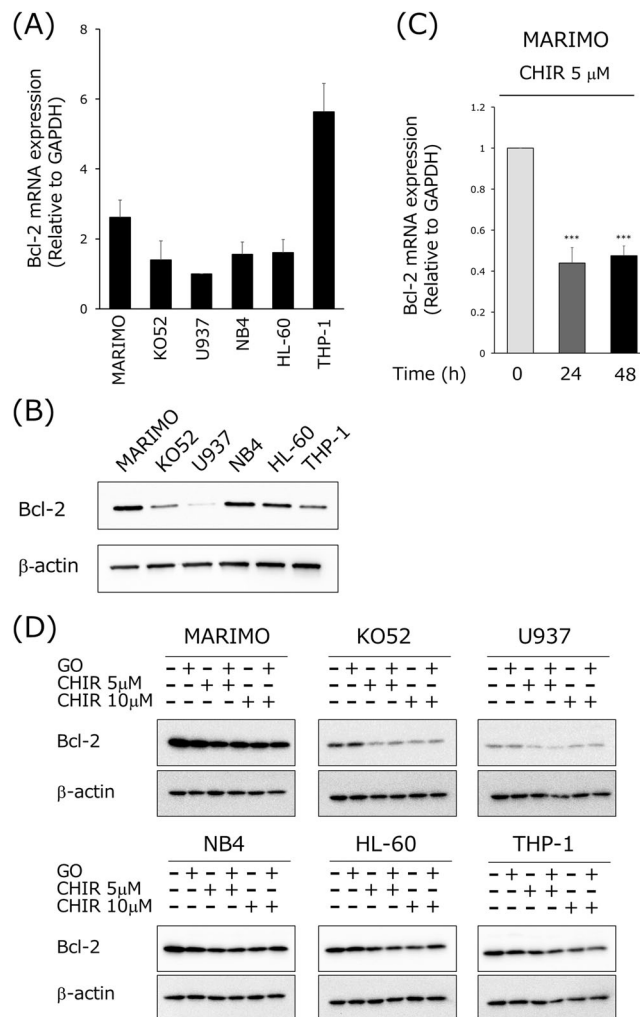 (A)
Bcl-2 mRNA expression
(Relative to GAPDH)
8
6
4
2
0
MARIMO
KO52
U937
NB4
HL-60
THP-1
(C)
MARIMO
CHIR 5 μM
Bcl-2 mRNA expression
(Relative to GAPDH)
1.2
1
0.8
0.6
0.4
0.2
0
*** ***
Time (h) 0 24 48
(B)
MARIMO KO52 U937 NB4 HL-60 THP-1
Bcl-2
β-actin
(D)
MARIMO KO52 U937
GO - + - + - + - + - + - + - + - + - +
CHIR 5μM - - + + - - - - + + - - - - + + - -
CHIR 10μM - - - - + + - - - - + + - - - - + +
Bcl-2
β-actin
NB4 HL-60 THP-1
GO - + - + - + - + - + - + - + - + - +
CHIR 5μM - - + + - - - - + + - - - - + + - -
CHIR 10μM - - - - + + - - - - + + - - - - + +
Bcl-2
β-actin